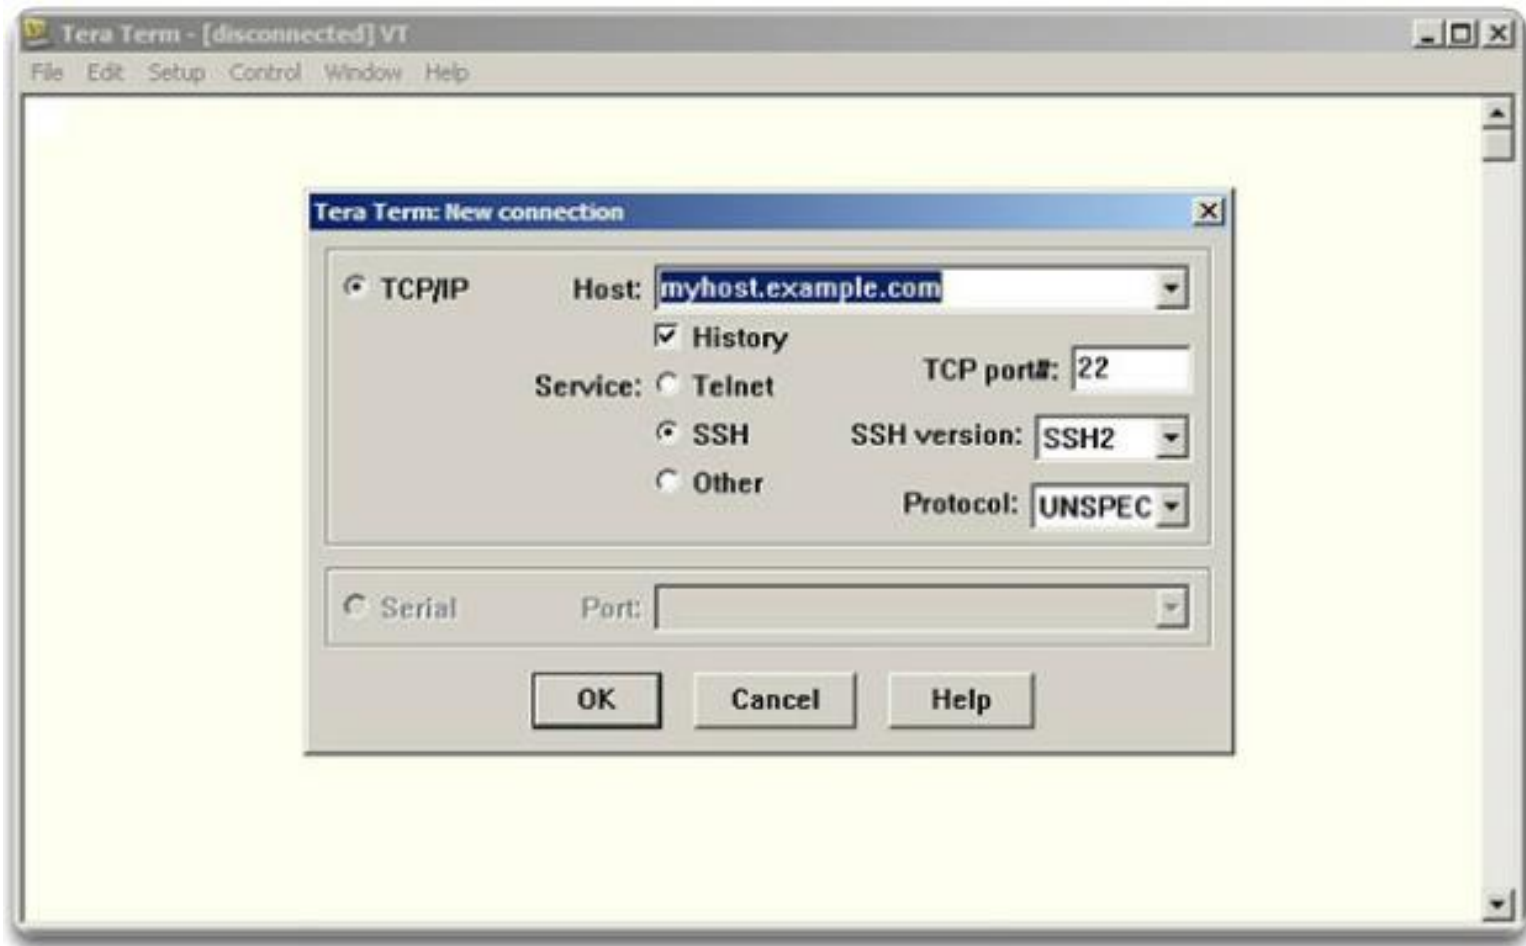 Tera Term - [disconnected] VT
File Edit Setup Control Window Help
Tera Term: New connection
TCP/IP Host: myhost.example.com
History
TCP port#: 22
Service: Telnet
SSH SSH version: SSH2
Other
Protocol: UNSPEC
Serial Port:
OK Cancel Help